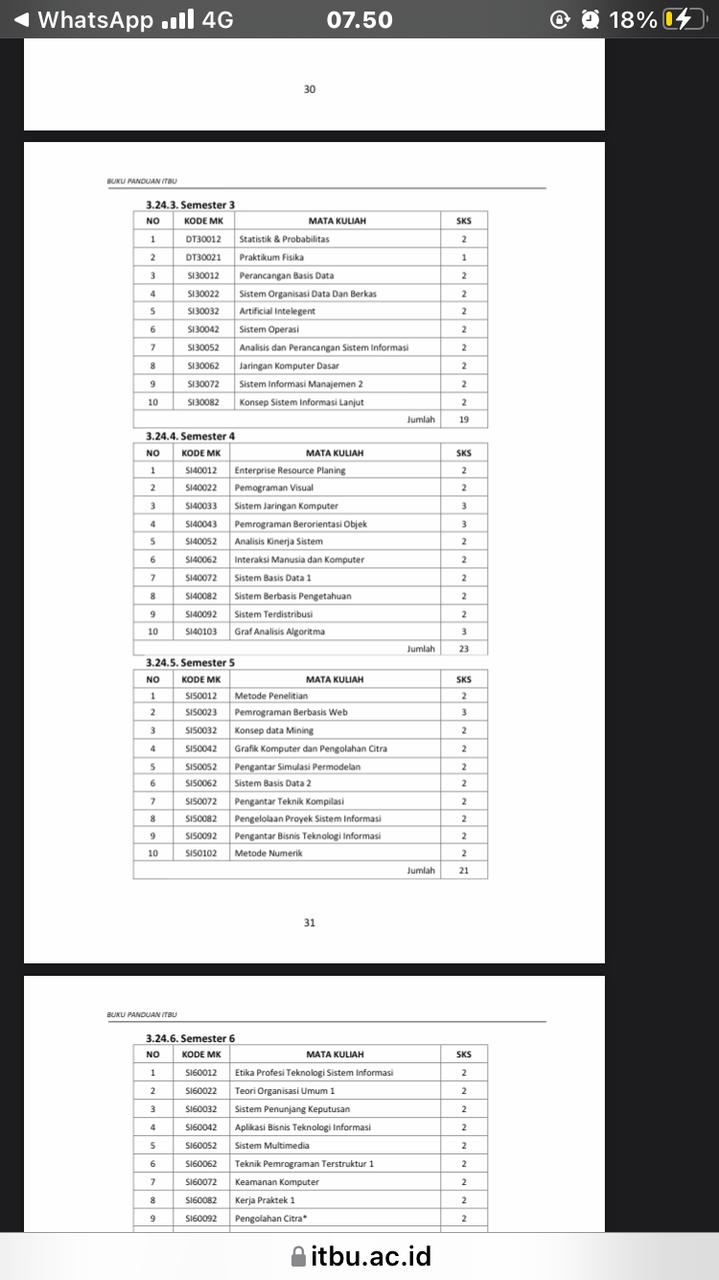 WhatsApp 4G 07.50 18%
30
BUKU PANDUAN ITBU
3.24.3. Semester 3
NO KODE MK MATA KULIAH SKS
1 DT30012 Statistik & Probabilitas 2
2 DT30021 Praktikum Fisika 1
3 SI30012 Perancangan Basis Data 2
4 SI30022 Sistem Organisasi Data Dan Berkas 2
5 SI30032 Artificial Intelegent 2
6 SI30042 Sistem Operasi 2
7 SI30052 Analisis dan Perancangan Sistem Informasi 2
8 SI30062 Jaringan Komputer Dasar 2
9 SI30072 Sistem Informasi Manajemen 2 2
10 SI30082 Konsep Sistem Informasi Lanjut 2
Jumlah 19
3.24.4. Semester 4
NO KODE MK MATA KULIAH SKS
1 SI40012 Enterprise Resource Planing 2
2 SI40022 Pemograman Visual 2
3 SI40033 Sistem Jaringan Komputer 3
4 SI40043 Pemrograman Berorientasi Objek 3
5 SI40052 Analisis Kinerja Sistem 2
6 SI40062 Interaksi Manusia dan Komputer 2
7 SI40072 Sistem Basis Data 1 2
8 SI40082 Sistem Berbasis Pengetahuan 2
9 SI40092 Sistem Terdistribusi 2
10 SI40103 Graf Analisis Algoritma 3
Jumlah 23
3.24.5. Semester 5
NO KODE MK MATA KULIAH SKS
1 SI50012 Metode Penelitian 2
2 SI50023 Pemrograman Berbasis Web 3
3 SI50032 Konsep data Mining 2
4 SI50042 Grafik Komputer dan Pengolahan Citra 2
5 SI50052 Pengantar Simulasi Permodelan 2
6 SI50062 Sistem Basis Data 2 2
7 SI50072 Pengantar Teknik Kompilasi 2
8 SI50082 Pengelolaan Proyek Sistem Informasi 2
9 SI50092 Pengantar Bisnis Teknologi Informasi 2
10 SI50102 Metode Numerik 2
Jumlah 21
31
BUKU PANDUAN ITBU
3.24.6. Semester 6
NO KODE MK MATA KULIAH SKS
1 SI60012 Etika Profesi Teknologi Sistem Informasi 2
2 SI60022 Teori Organisasi Umum 1 2
3 SI60032 Sistem Penunjang Keputusan 2
4 SI60042 Aplikasi Bisnis Teknologi Informasi 2
5 SI60052 Sistem Multimedia 2
6 SI60062 Teknik Pemrograman Terstruktur 1 2
7 SI60072 Keamanan Komputer 2
8 SI60082 Kerja Praktek 1 2
9 SI60092 Pengolahan Citra* 2
itbu.ac.id